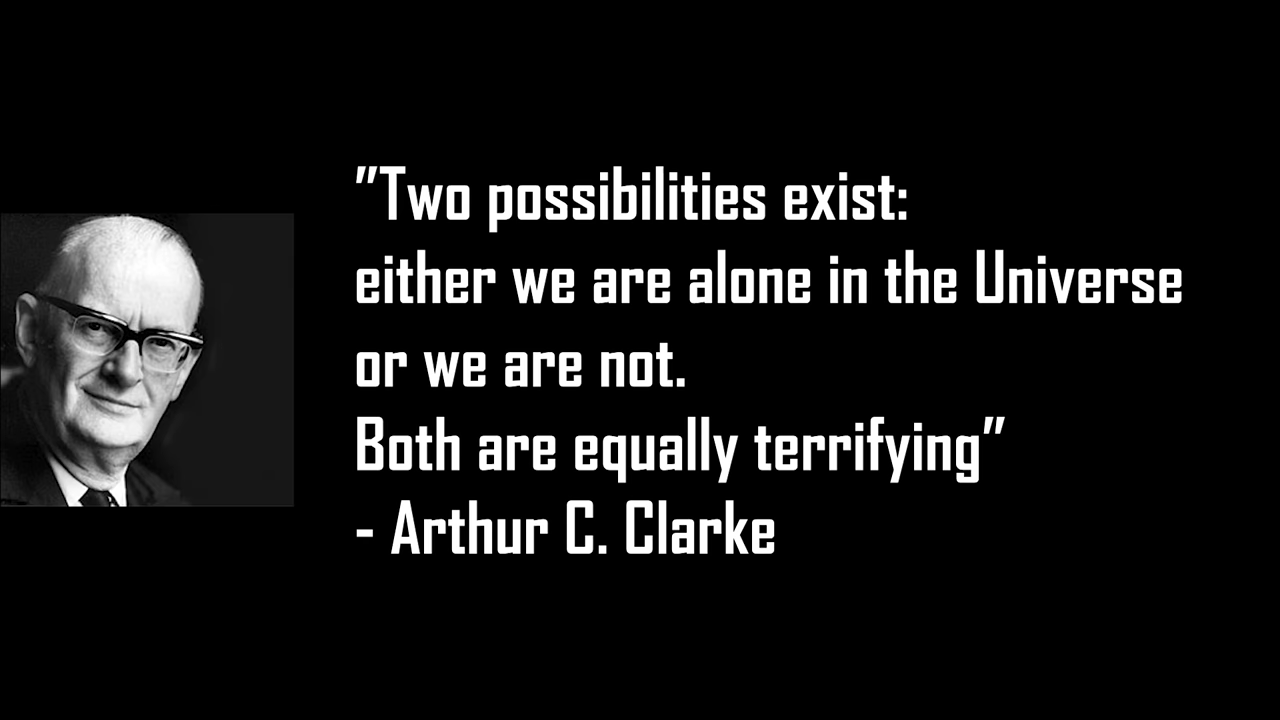 "Two possibilities exist:
either we are alone in the Universe
or we are not.
Both are equally terrifying"
- Arthur C. Clarke